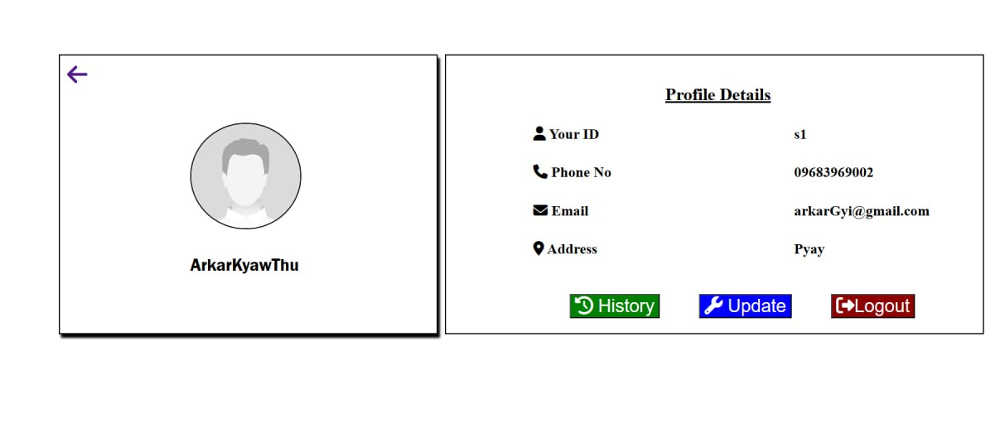 ArkarKyawThu
Profile Details
Your ID s1
Phone No 09683969002
Email arkarGyi@gmail.com
Address Pyay
History Update Logout